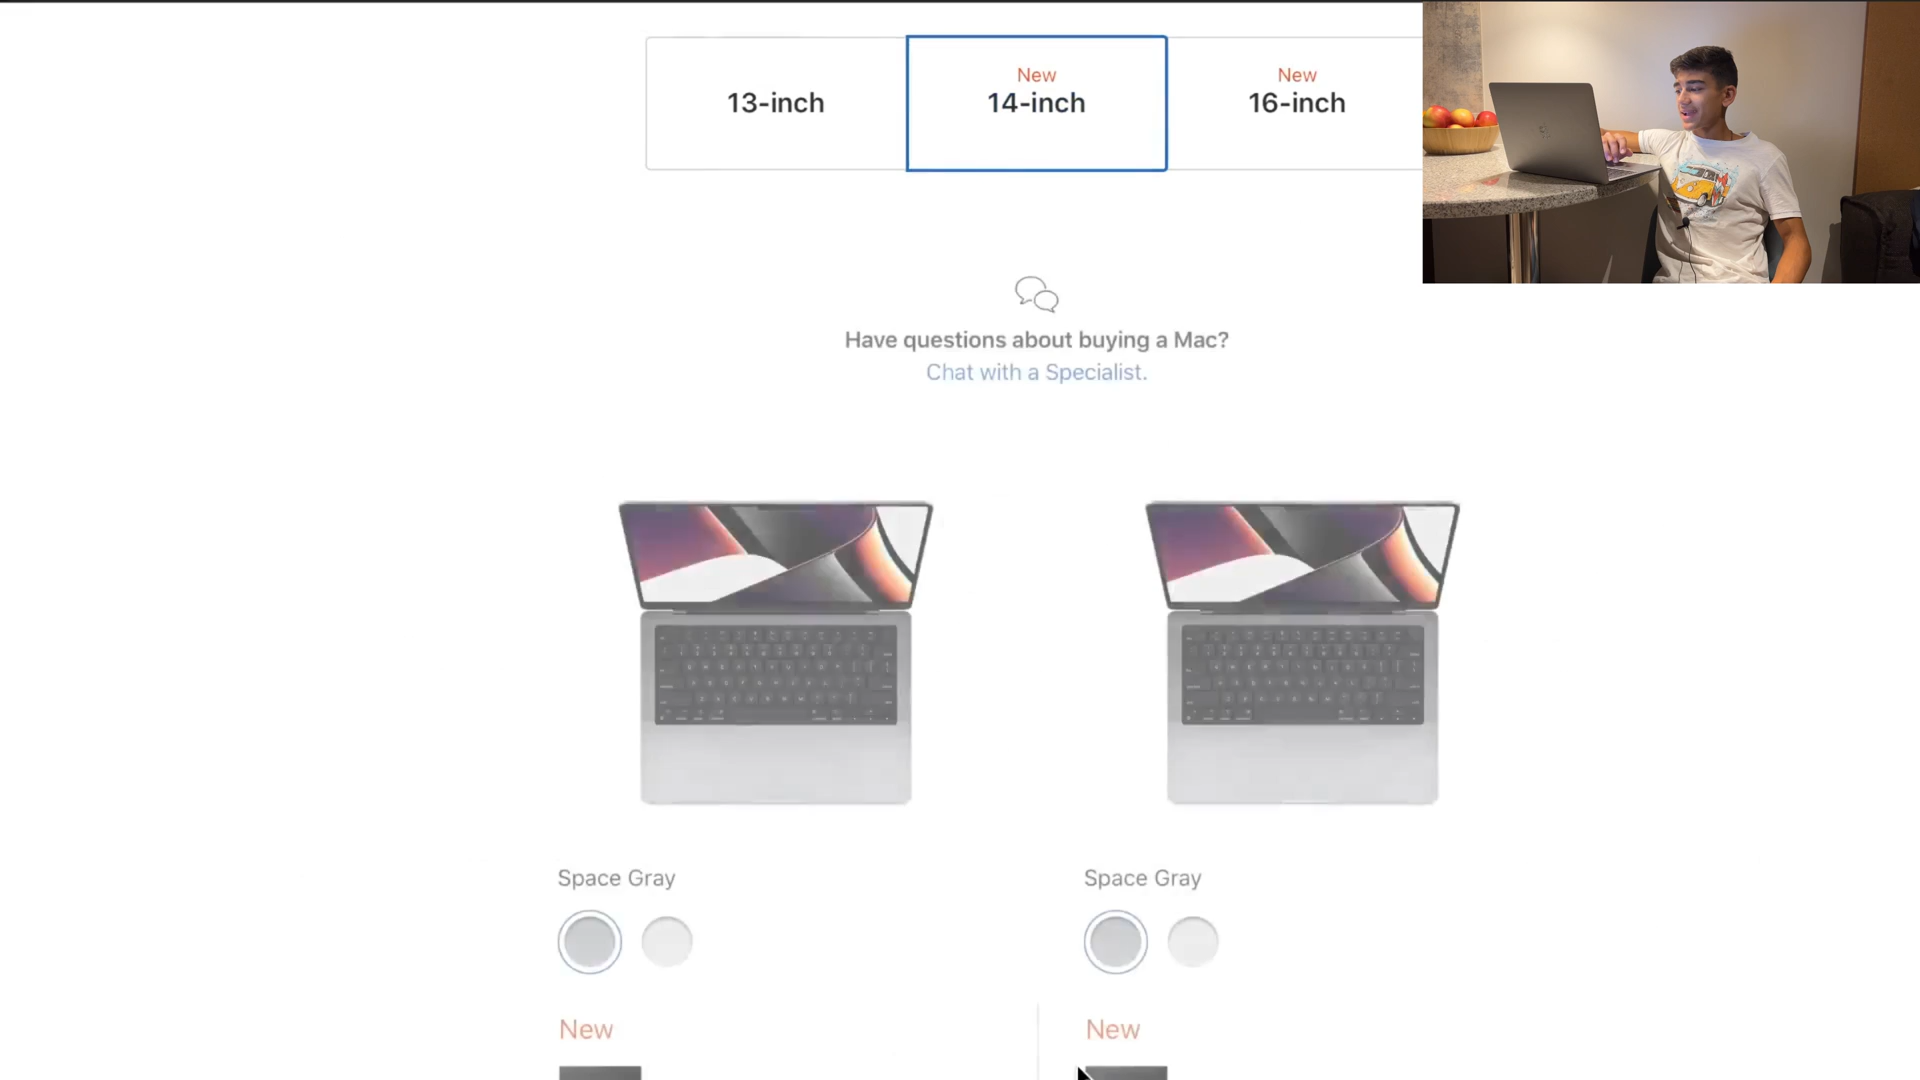 13-inch
New
14-inch
New
16-inch
Have questions about buying a Mac?
Chat with a Specialist.
Space Gray
Space Gray
New
New